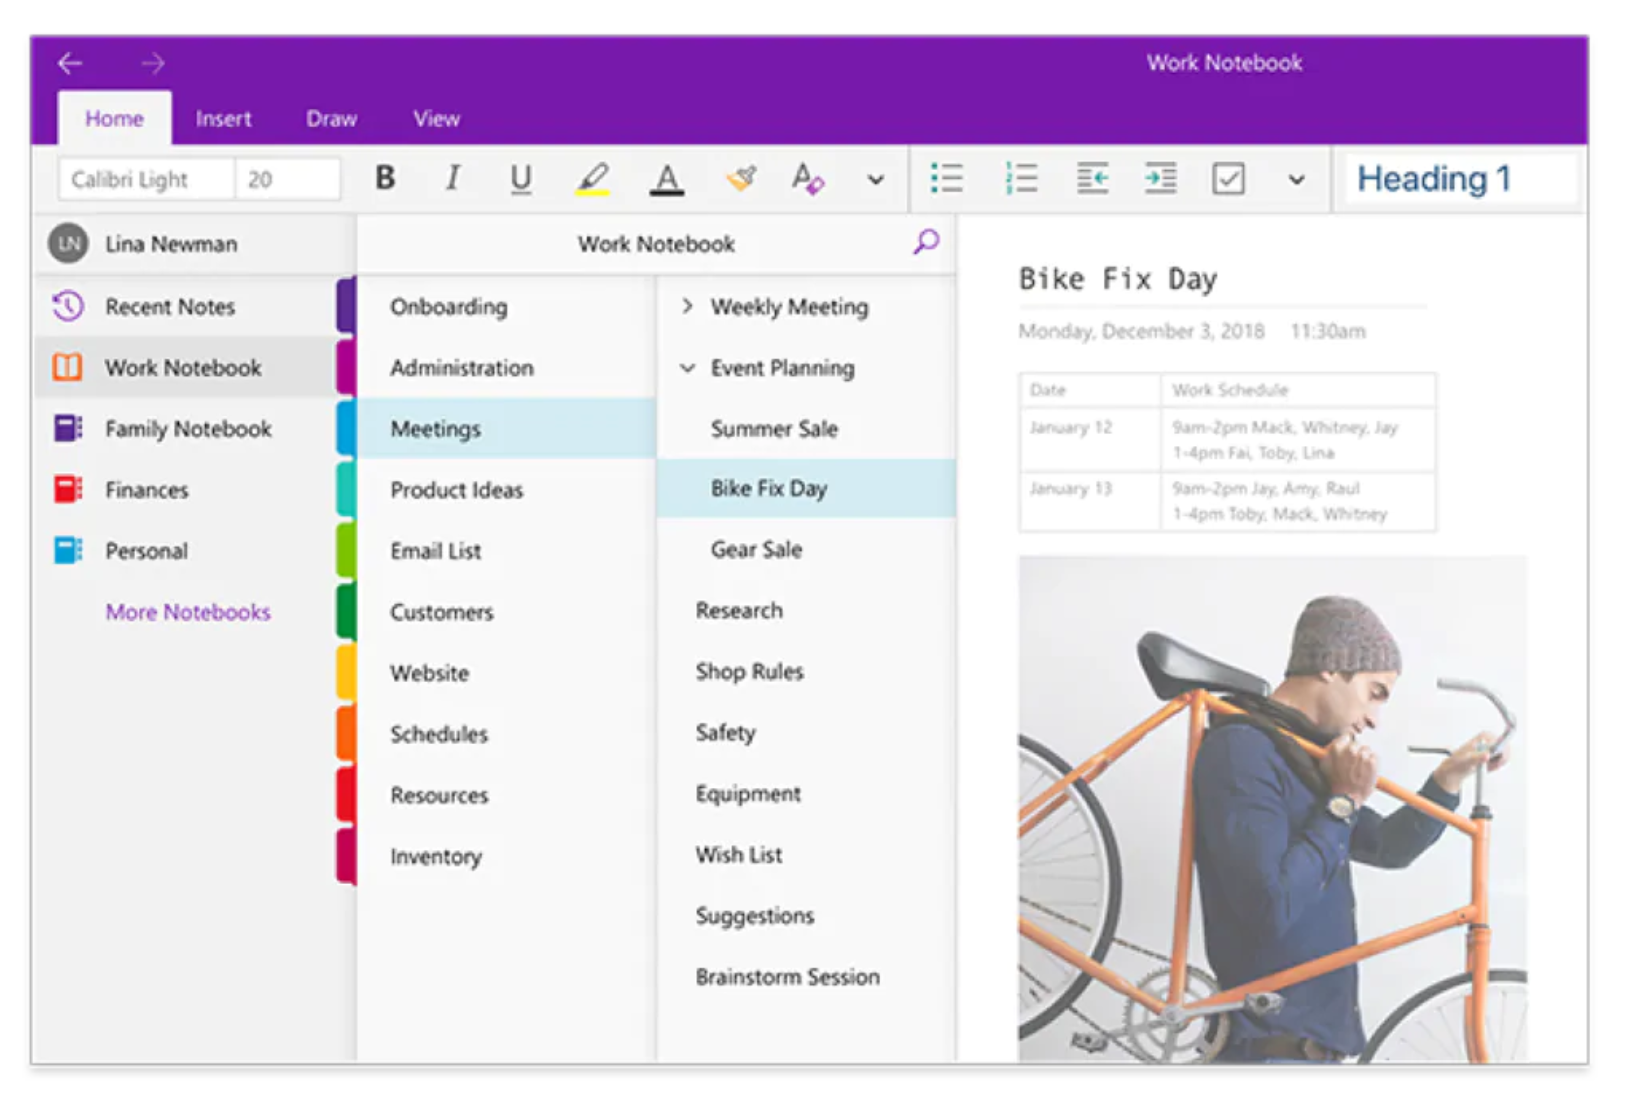 Work Notebook
Home Insert Draw View
Calibri Light 20 B I U A A Heading 1
LN Lina Newman
Recent Notes
Work Notebook
Family Notebook
Finances
Personal
More Notebooks
Work Notebook
Onboarding
Administration
Meetings
Product Ideas
Email List
Customers
Website
Schedules
Resources
Inventory
Weekly Meeting
Event Planning
Summer Sale
Bike Fix Day
Gear Sale
Research
Shop Rules
Safety
Equipment
Wish List
Suggestions
Brainstorm Session
Bike Fix Day
Monday, December 3, 2018 11:30am
Date Work Schedule
January 12 9am-2pm Mack, Whitney, Jay
1-4pm Fai, Toby, Lina
January 13 9am-2pm Jay, Amy, Raul
1-4pm Toby, Mack, Whitney